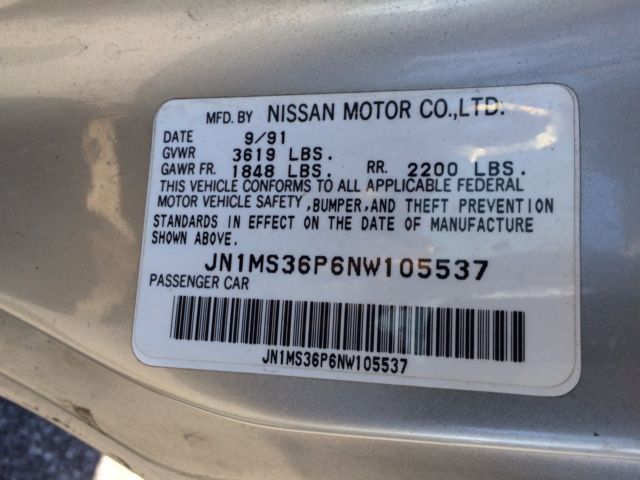 MFD. BY NISSAN MOTOR CO.,LTD.
DATE 9/91
GVWR 3619 LBS.
GAWR FR. 1848 LBS. RR. 2200 LBS.
THIS VEHICLE CONFORMS TO ALL APPLICABLE FEDERAL
MOTOR VEHICLE SAFETY ,BUMPER,AND THEFT PREVENTION
STANDARDS IN EFFECT ON THE DATE OF MANUFACTURE
SHOWN ABOVE.
JN1MS36P6NW105537
PASSENGER CAR
JN1MS36P6NW105537